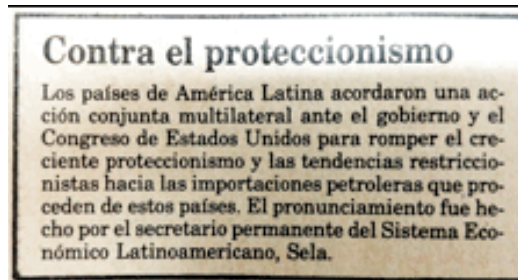 Contra el proteccionismo
Los países de América Latina acordaron una ac-
ción conjunta multilateral ante el gobierno y el
Congreso de Estados Unidos para romper el cre-
ciente proteccionismo y las tendencias restriccio-
nistas hacia las importaciones petroleras que pro-
ceden de estos países. El pronunciamiento fue he-
cho por el secretario permanente del Sistema Eco-
nómico Latinoamericano, Sela.